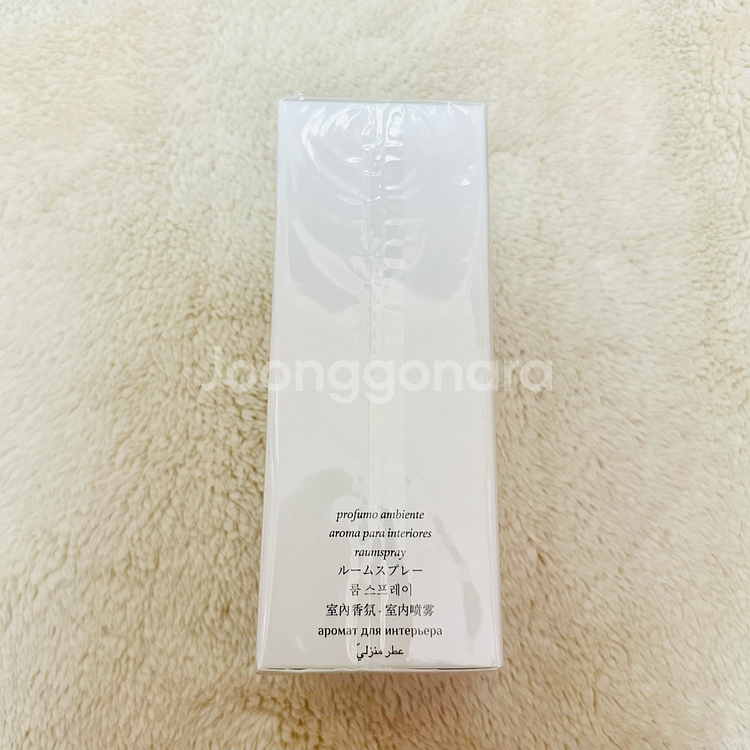 Joonggonara
profumo ambiente
aroma para interiores
raumspray
ルームスプレー
룸 스프레이
室內香氛 - 室内喷雾
аромат для интерьера
عطر منزليّ